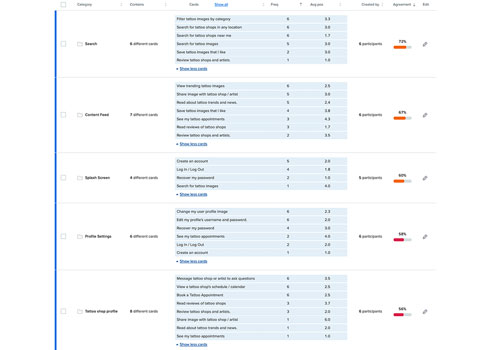 Category Contents Cards Show all Freq. Avg pos. Created by Agreement Edit
Search 6 different cards 6 participants 73%
Filter tattoo images by category 6 3.3
Search for tattoo shops in any location 6 3.0
Search for tattoo shops near me 6 1.7
Search for tattoo images 5 3.0
Save tattoo images that I like 2 3.0
Review tattoo shops and artists. 1 1.0
Show less cards
Content Feed 7 different cards 6 participants 67%
View trending tattoo images 6 2.5
Share image with tattoo shop / artist 5 3.0
Read about tattoo trends and news. 5 2.4
Save tattoo images that I like 4 3.8
See my tattoo appointments 3 4.3
Read reviews of tattoo shops 3 1.7
Review tattoo shops and artists. 2 3.5
Show less cards
Splash Screen 4 different cards 5 participants 60%
Create an account 5 2.0
Log in / Log Out 4 1.8
Recover my password 2 1.0
Search for tattoo images 1 4.0
Show less cards
Profile Settings 6 different cards 6 participants 58%
Change my user profile image 6 2.3
Edit my profile's username and password. 6 2.0
Recover my password 4 3.0
See my tattoo appointments 2 4.5
Log in / Log Out 2 2.0
Create an account 1 1.0
Show less cards
Tattoo shop profile 8 different cards 6 participants 56%
Message tattoo shop or artist to ask questions 6 3.5
View a tattoo shop's schedule / calendar 6 2.5
Book a Tattoo Appointment 6 2.5
Read reviews of tattoo shops 3 3.7
Review tattoo shops and artists. 3 2.0
Share image with tattoo shop / artist 1 5.0
Read about tattoo trends and news. 1 2.0
See my tattoo appointments 1 1.0
Show less cards